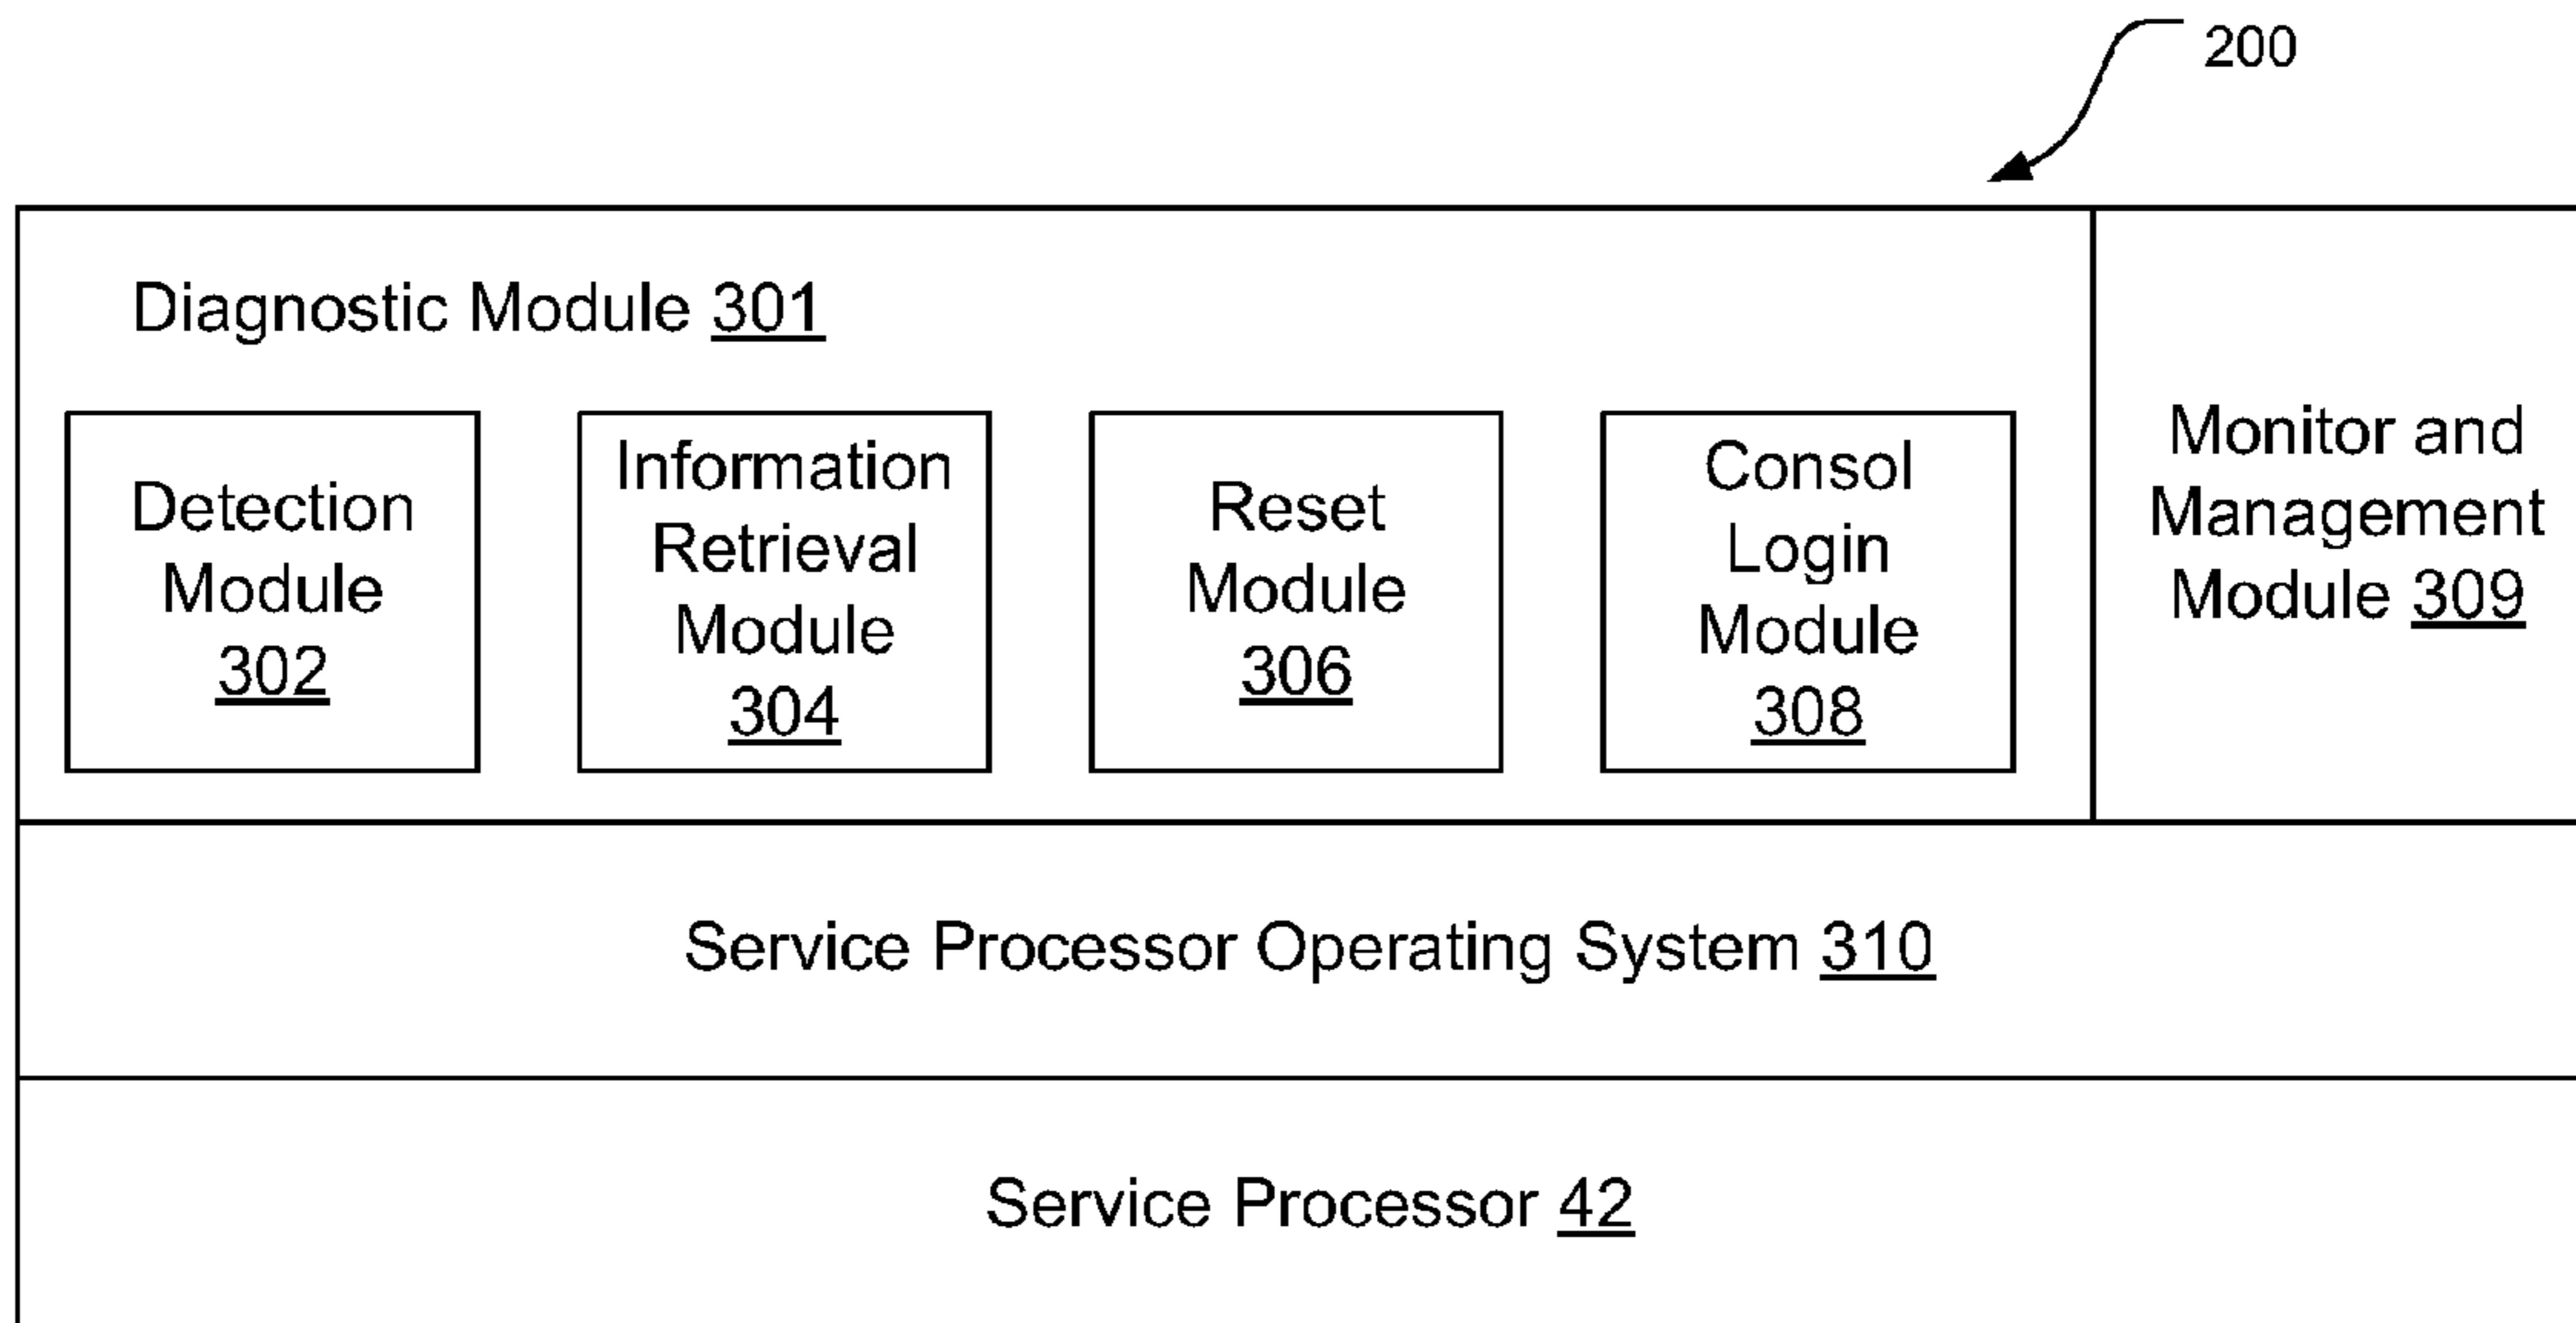 200
Diagnostic Module 301
Detection
Module
302
Information
Retrieval
Module
304
Reset
Module
306
Consol
Login
Module
308
Monitor and
Management
Module 309
Service Processor Operating System 310
Service Processor 42